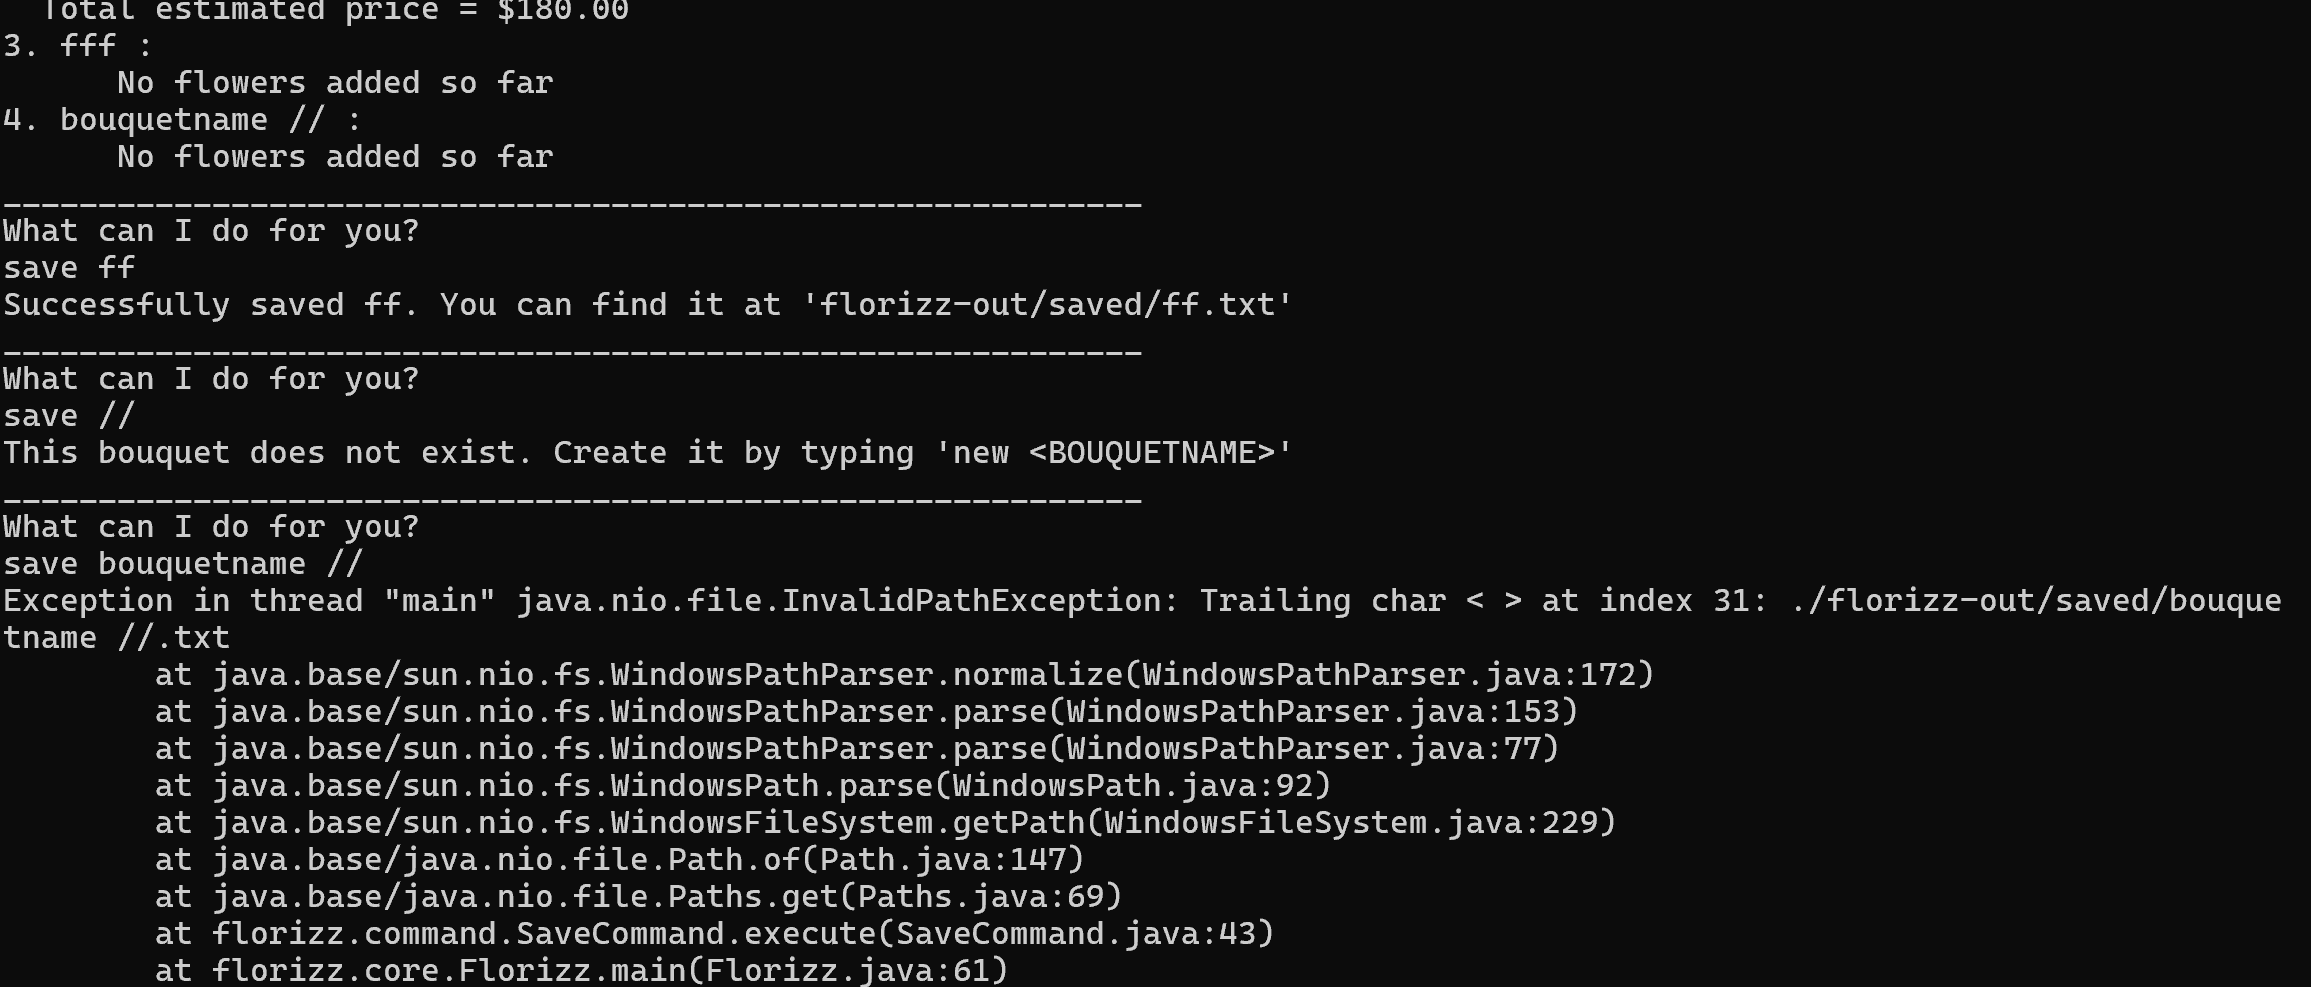 Total estimated price = $180.00
3. fff :
No flowers added so far
4. bouquetname // :
No flowers added so far
____________________________________________________________
What can I do for you?
save ff
Successfully saved ff. You can find it at 'florizz-out/saved/ff.txt'
____________________________________________________________
What can I do for you?
save //
This bouquet does not exist. Create it by typing 'new <BOUQUETNAME>'
____________________________________________________________
What can I do for you?
save bouquetname //
Exception in thread "main" java.nio.file.InvalidPathException: Trailing char < > at index 31: ./florizz-out/saved/bouque
tname //.txt
at java.base/sun.nio.fs.WindowsPathParser.normalize(WindowsPathParser.java:172)
at java.base/sun.nio.fs.WindowsPathParser.parse(WindowsPathParser.java:153)
at java.base/sun.nio.fs.WindowsPathParser.parse(WindowsPathParser.java:77)
at java.base/sun.nio.fs.WindowsPath.parse(WindowsPath.java:92)
at java.base/sun.nio.fs.WindowsFileSystem.getPath(WindowsFileSystem.java:229)
at java.base/java.nio.file.Path.of(Path.java:147)
at java.base/java.nio.file.Paths.get(Paths.java:69)
at florizz.command.SaveCommand.execute(SaveCommand.java:43)
at florizz.core.Florizz.main(Florizz.java:61)